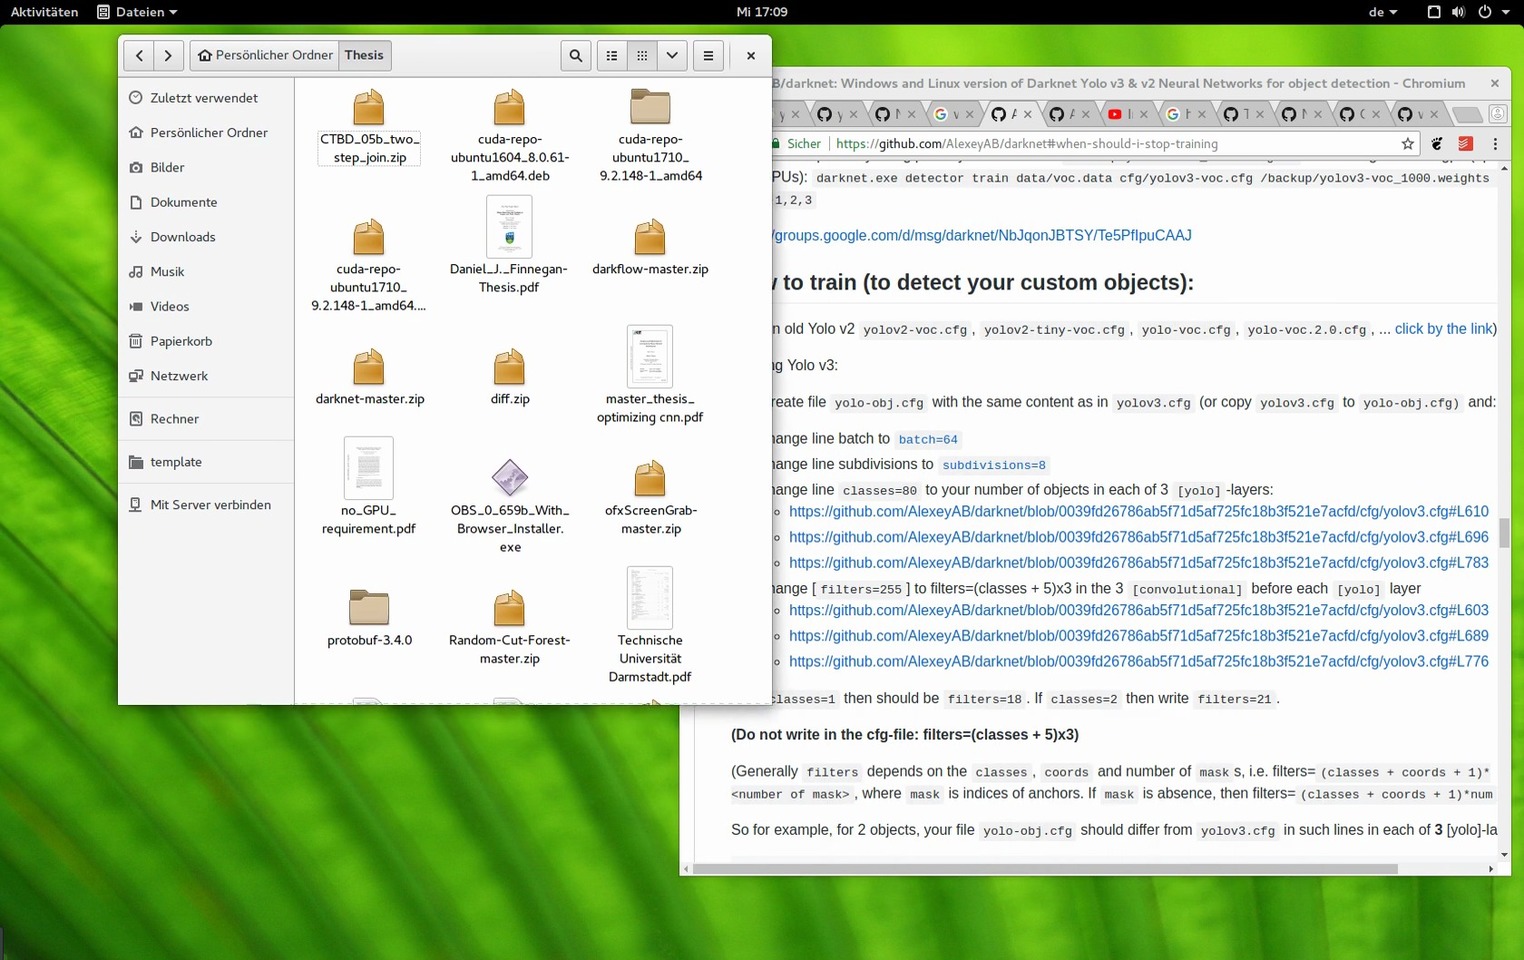 Aktivitäten
Dateien
Mi 17:09
de
Persönlicher Ordner
Thesis
Zuletzt verwendet
Persönlicher Ordner
Bilder
Dokumente
Downloads
Musik
Videos
Papierkorb
Netzwerk
Rechner
template
Mit Server verbinden
CTBD_05b_two_
step_join.zip
cuda-repo-
ubuntu1604_8.0.61-
1_amd64.deb
cuda-repo-
ubuntu1710_
9.2.148-1_amd64
cuda-repo-
ubuntu1710_
9.2.148-1_amd64....
Daniel_J._Finnegan-
Thesis.pdf
darkflow-master.zip
darknet-master.zip
diff.zip
master_thesis_
optimizing cnn.pdf
no_GPU_
requirement.pdf
OBS_0_659b_With_
Browser_Installer.
exe
ofxScreenGrab-
master.zip
protobuf-3.4.0
Random-Cut-Forest-
master.zip
Technische
Universität
Darmstadt.pdf
B/darknet: Windows and Linux version of Darknet Yolo v3 & v2 Neural Networks for object detection - Chromium
Sicher
https://github.com/AlexeyAB/darknet#when-should-i-stop-training
PUs): darknet.exe detector train data/voc.data cfg/yolov3-voc.cfg /backup/yolov3-voc_1000.weights
1,2,3
/groups.google.com/d/msg/darknet/NbJqonJBTSY/Te5PfIpuCAAJ
w to train (to detect your custom objects):
n old Yolo v2 yolov2-voc.cfg, yolov2-tiny-voc.cfg, yolo-voc.cfg, yolo-voc.2.0.cfg, ... click by the link)
ng Yolo v3:
reate file yolo-obj.cfg with the same content as in yolov3.cfg (or copy yolov3.cfg to yolo-obj.cfg) and:
hange line batch to batch=64
hange line subdivisions to subdivisions=8
hange line classes=80 to your number of objects in each of 3 [yolo]-layers:
https://github.com/AlexeyAB/darknet/blob/0039fd26786ab5f71d5af725fc18b3f521e7acfd/cfg/yolov3.cfg#L610
https://github.com/AlexeyAB/darknet/blob/0039fd26786ab5f71d5af725fc18b3f521e7acfd/cfg/yolov3.cfg#L696
https://github.com/AlexeyAB/darknet/blob/0039fd26786ab5f71d5af725fc18b3f521e7acfd/cfg/yolov3.cfg#L783
hange [filters=255] to filters=(classes + 5)x3 in the 3 [convolutional] before each [yolo] layer
https://github.com/AlexeyAB/darknet/blob/0039fd26786ab5f71d5af725fc18b3f521e7acfd/cfg/yolov3.cfg#L603
https://github.com/AlexeyAB/darknet/blob/0039fd26786ab5f71d5af725fc18b3f521e7acfd/cfg/yolov3.cfg#L689
https://github.com/AlexeyAB/darknet/blob/0039fd26786ab5f71d5af725fc18b3f521e7acfd/cfg/yolov3.cfg#L776
classes=1 then should be filters=18. If classes=2 then write filters=21.
(Do not write in the cfg-file: filters=(classes + 5)x3)
(Generally filters depends on the classes, coords and number of masks, i.e. filters=(classes + coords + 1)*
<number of mask>, where mask is indices of anchors. If mask is absence, then filters=(classes + coords + 1)*num
So for example, for 2 objects, your file yolo-obj.cfg should differ from yolov3.cfg in such lines in each of 3 [yolo]-la